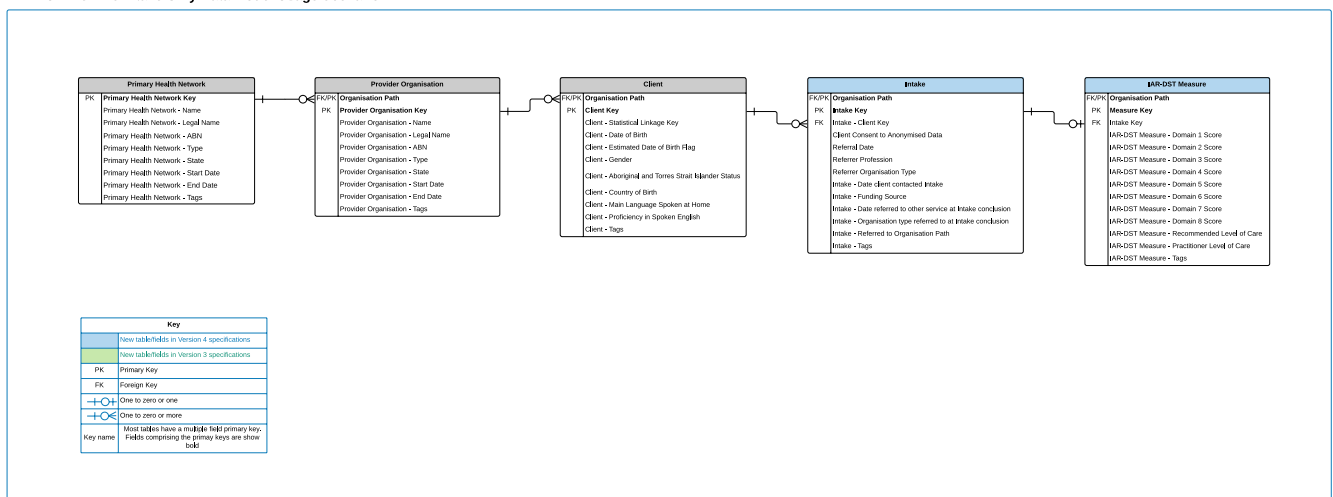 Primary Health Network
PK Primary Health Network Key
Primary Health Network - Name
Primary Health Network - Legal Name
Primary Health Network - ABN
Primary Health Network - Type
Primary Health Network - State
Primary Health Network - Start Date
Primary Health Network - End Date
Primary Health Network - Tags
Provider Organisation
FK/PK Organisation Path
PK Provider Organisation Key
Provider Organisation - Name
Provider Organisation - Legal Name
Provider Organisation - ABN
Provider Organisation - Type
Provider Organisation - State
Provider Organisation - Start Date
Provider Organisation - End Date
Provider Organisation - Tags
Client
FK/PK Organisation Path
PK Client Key
Client - Statistical Linkage Key
Client - Date of Birth
Client - Estimated Date of Birth Flag
Client - Gender
Client - Aboriginal and Torres Strait Islander Status
Client - Country of Birth
Client - Main Language Spoken at Home
Client - Proficiency in Spoken English
Client - Tags
Intake
FK/PK Organisation Path
PK Intake Key
FK Intake - Client Key
Client Consent to Anonymised Data
Referral Date
Referrer Profession
Referrer Organisation Type
Intake - Date client contacted Intake
Intake - Funding Source
Intake - Date referred to other service at Intake conclusion
Intake - Organisation type referred to at Intake conclusion
Intake - Referred to Organisation Path
Intake - Tags
IAR-DST Measure
FK/PK Organisation Path
PK Measure Key
FK Intake Key
IAR-DST Measure - Domain 1 Score
IAR-DST Measure - Domain 2 Score
IAR-DST Measure - Domain 3 Score
IAR-DST Measure - Domain 4 Score
IAR-DST Measure - Domain 5 Score
IAR-DST Measure - Domain 6 Score
IAR-DST Measure - Domain 7 Score
IAR-DST Measure - Domain 8 Score
IAR-DST Measure - Recommended Level of Care
IAR-DST Measure - Practitioner Level of Care
IAR-DST Measure - Tags
Key
New table/fields in Version 4 specifications
New table/fields in Version 3 specifications
PK Primary Key
FK Foreign Key
One to zero or one
One to zero or more
Key name Most tables have a multiple field primary key.
Fields comprising the primay keys are show
bold